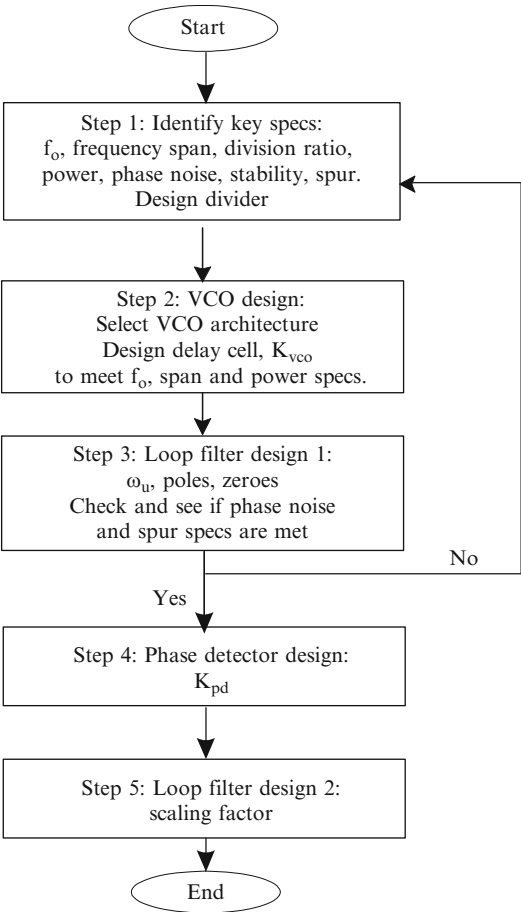 Start
Step 1: Identify key specs:
fₒ, frequency span, division ratio,
power, phase noise, stability, spur.
Design divider
Step 2: VCO design:
Select VCO architecture
Design delay cell, Kvco
to meet fₒ, span and power specs.
Step 3: Loop filter design 1:
ωᵤ, poles, zeroes
Check and see if phase noise
and spur specs are met
No
Yes
Step 4: Phase detector design:
Kpd
Step 5: Loop filter design 2:
scaling factor
End